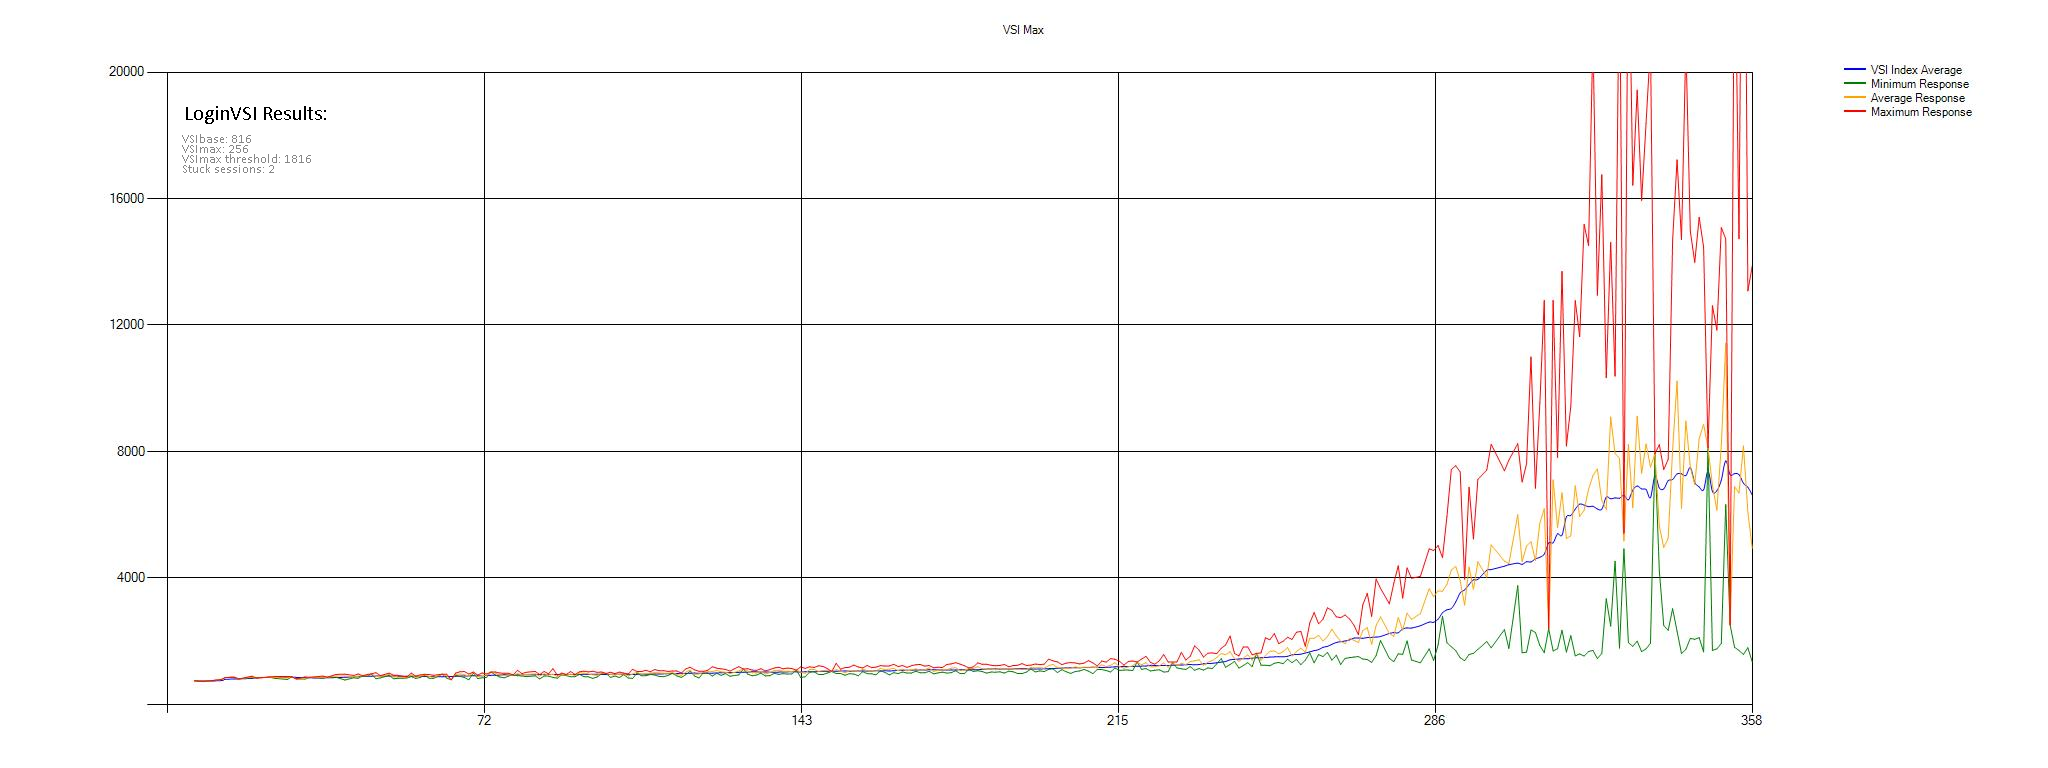 VSI Max
20000
16000
12000
8000
4000
LoginVSI Results:
VSIbase: 816
VSImax: 256
VSImax threshold: 1816
Stuck sessions: 2
VSI Index Average
Minimum Response
Average Response
Maximum Response
72
143
215
286
358